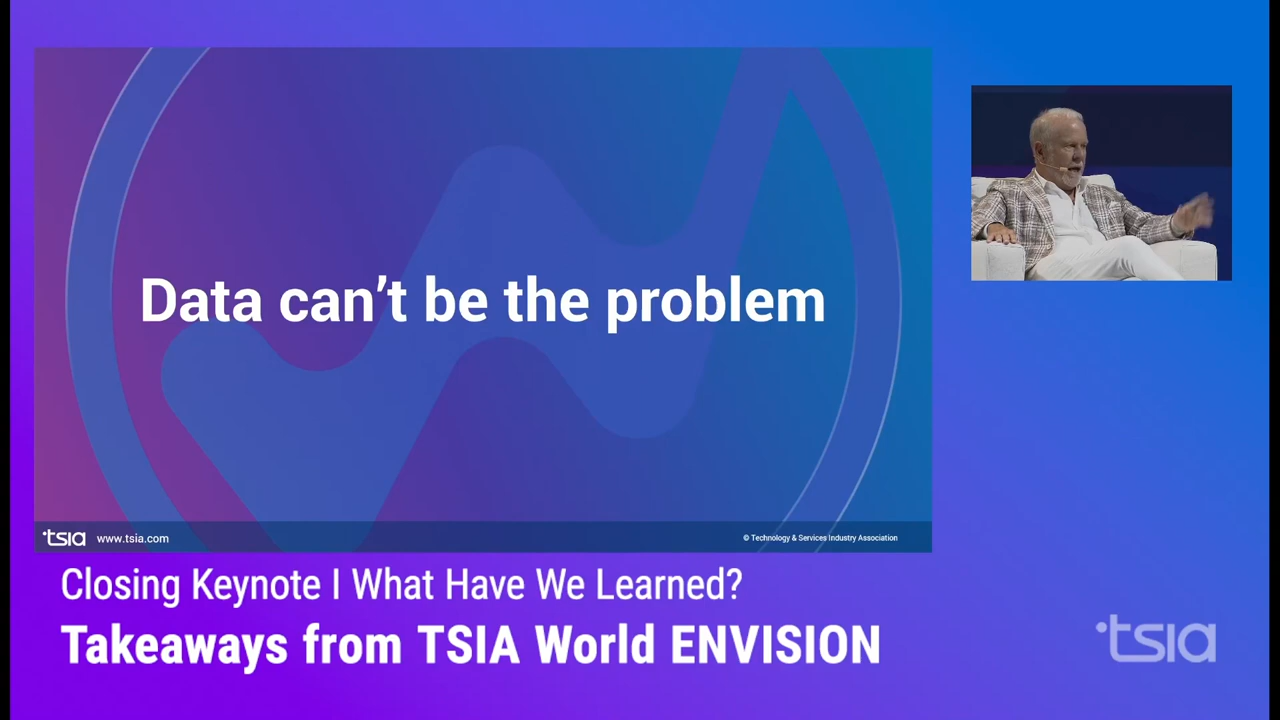 Data can't be the problem
tsia www.tsia.com
© Technology & Services Industry Association
Closing Keynote I What Have We Learned?
Takeaways from TSIA World ENVISION
tsia